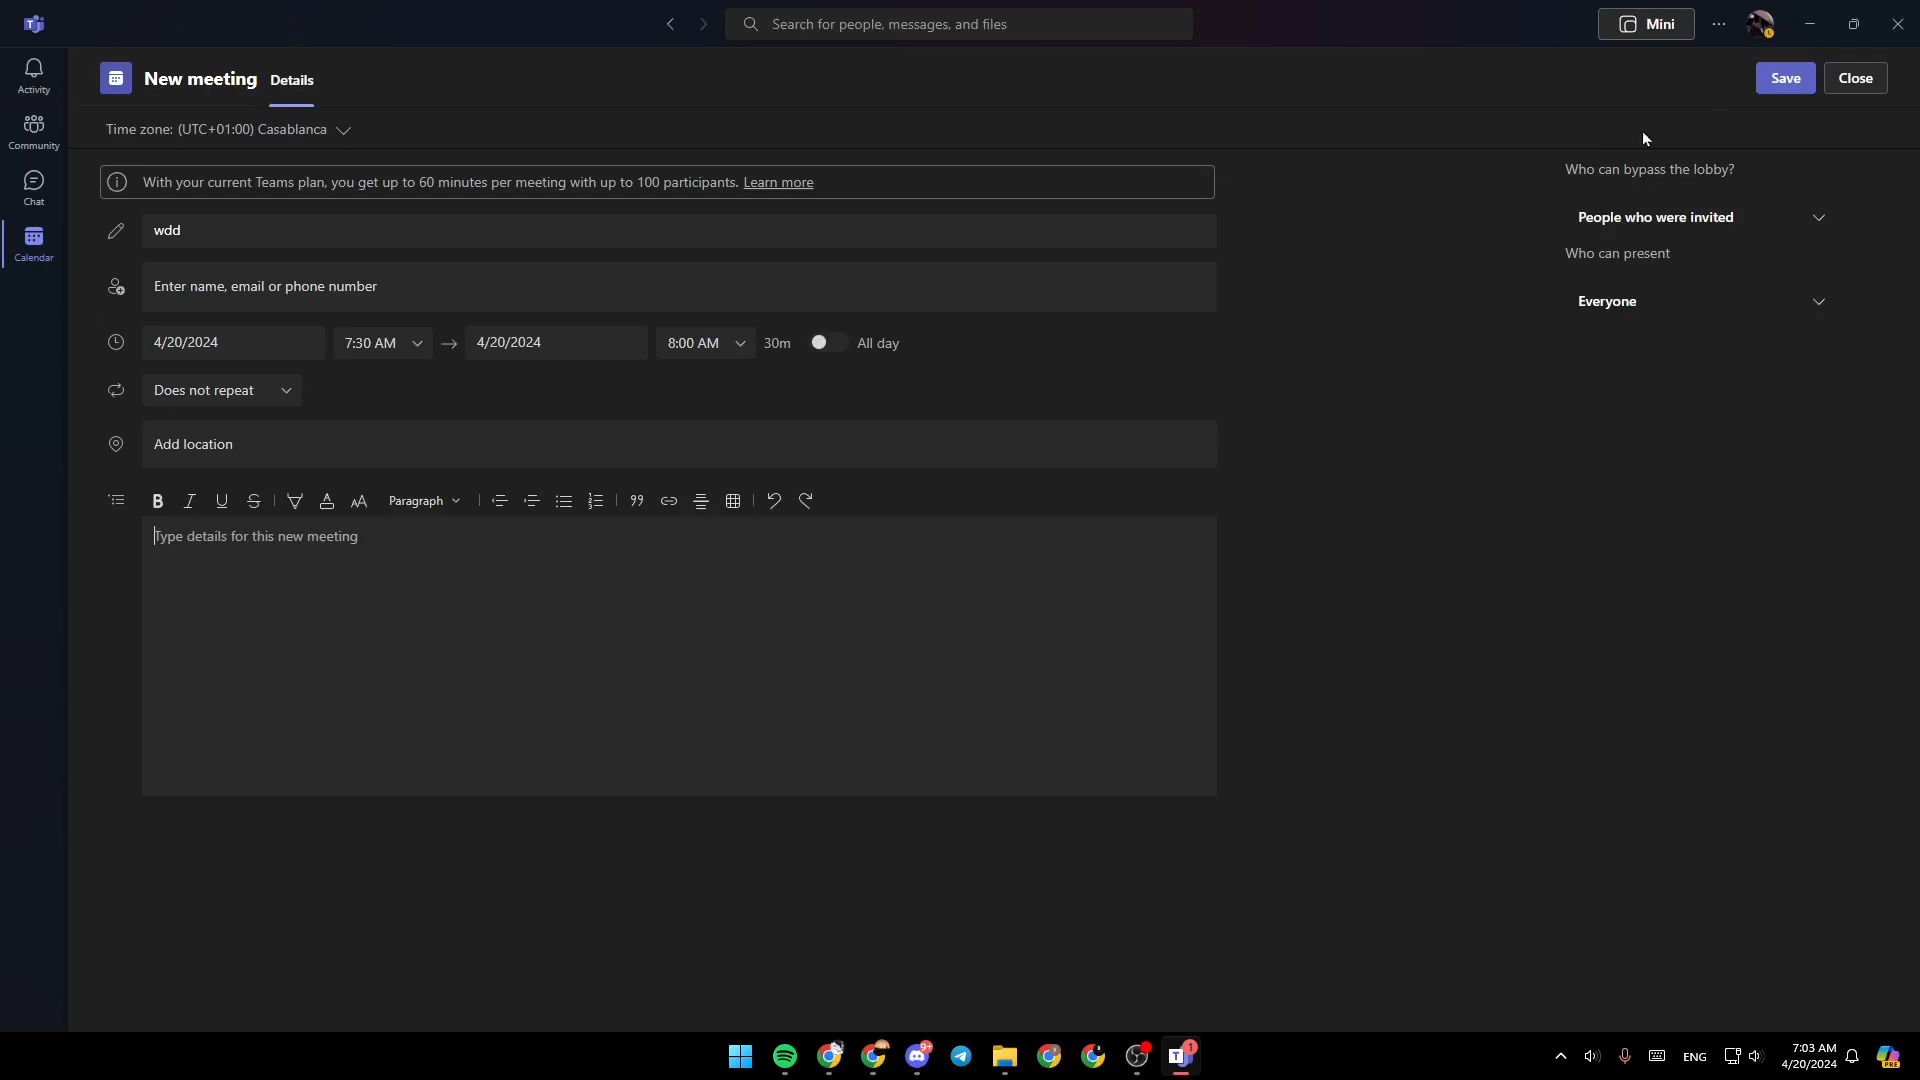 Search for people, messages, and files
Mini
Activity
Community
Chat
Calendar
New meeting
Details
Save
Close
Time zone: (UTC+01:00) Casablanca
With your current Teams plan, you get up to 60 minutes per meeting with up to 100 participants. Learn more
wdd
Enter name, email or phone number
4/20/2024
7:30 AM
4/20/2024
8:00 AM
30m
All day
Does not repeat
Add location
Paragraph
Type details for this new meeting
Who can bypass the lobby?
People who were invited
Who can present
Everyone
9+
1
ENG
7:03 AM
4/20/2024
PRE